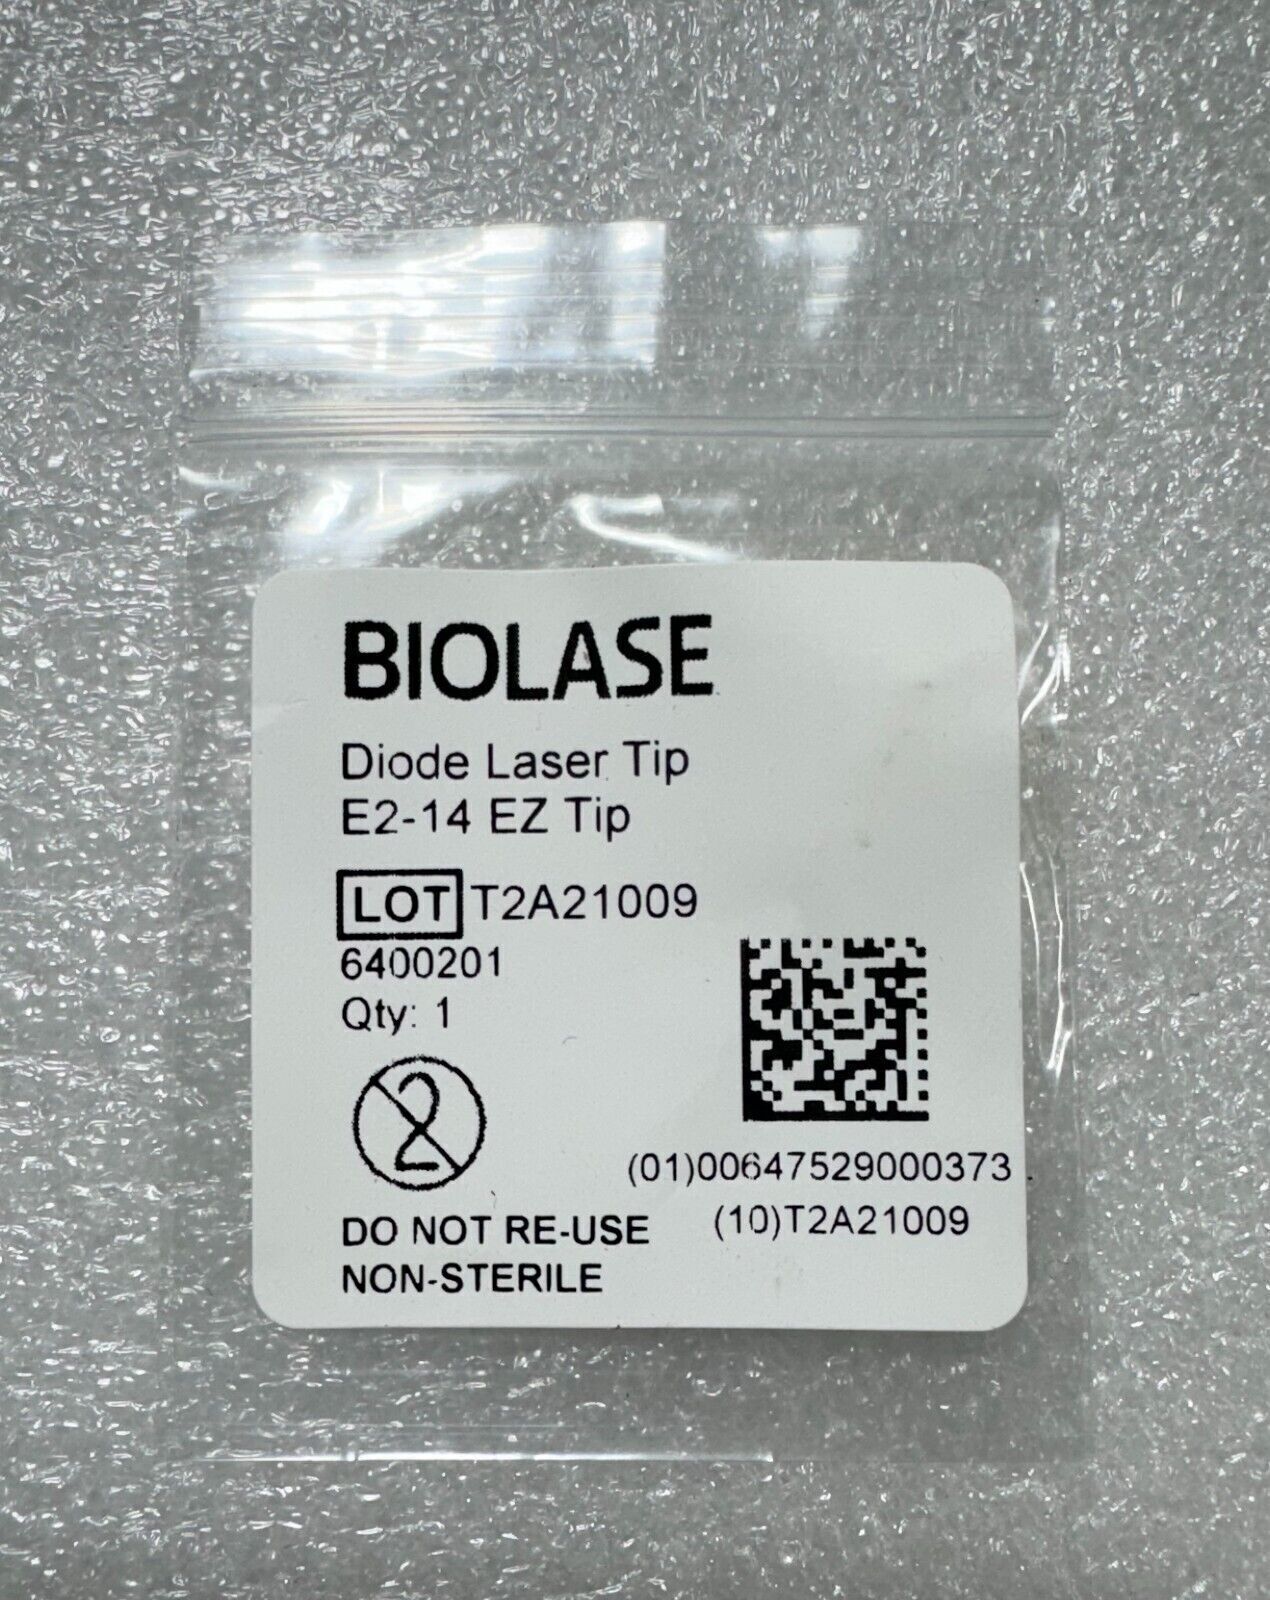 BIOLASE
Diode Laser Tip
E2-14 EZ Tip
LOT T2A21009
6400201
Qty: 1
2
DO NOT RE-USE
NON-STERILE
(01)00647529000373
(10)T2A21009